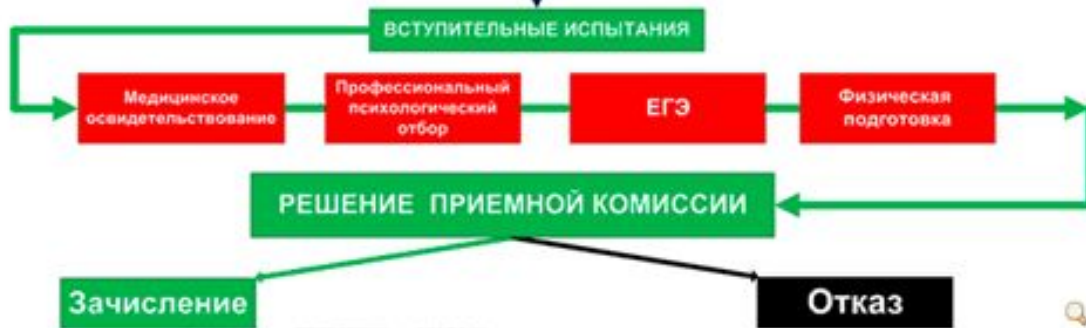 ВСТУПИТЕЛЬНЫЕ ИСПЫТАНИЯ
Медицинское
освидетельствование
Профессиональный
психологический
отбор
ЕГЭ
Физическая
подготовка
РЕШЕНИЕ ПРИЕМНОЙ КОМИССИИ
Зачисление
Отказ